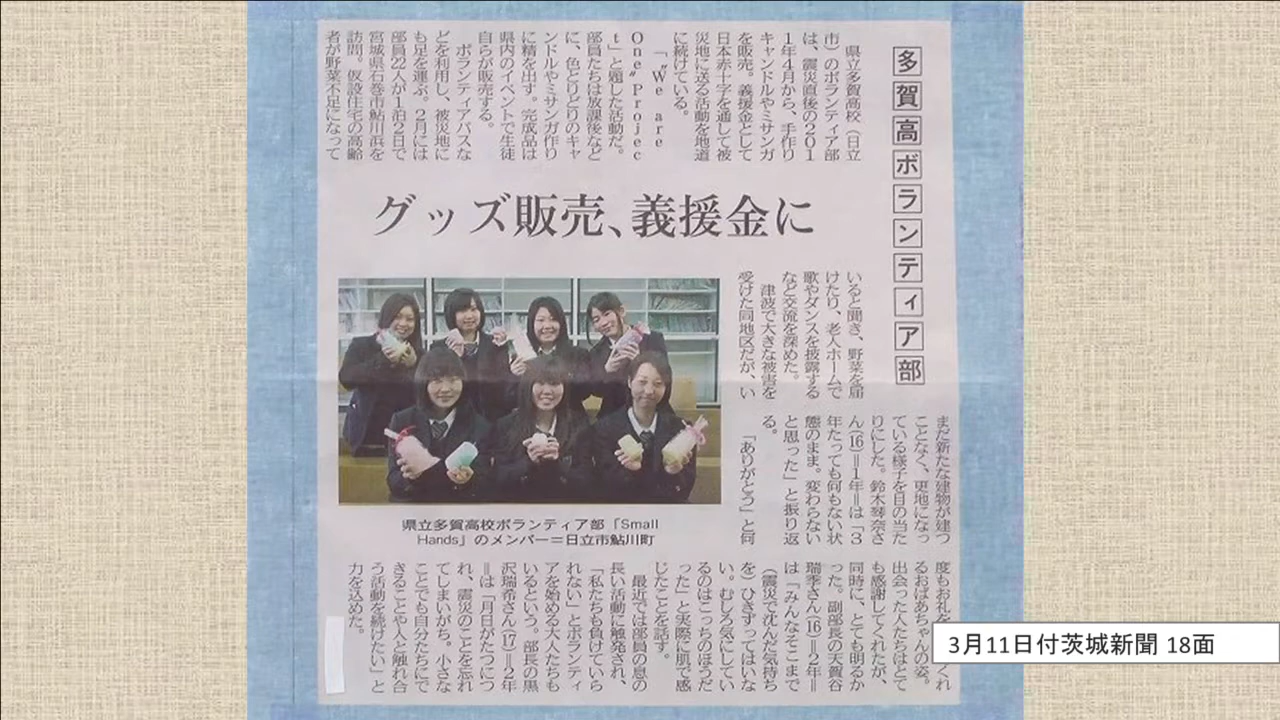 多賀高ボランティア部
グッズ販売、義援金に
県立多賀高校(日立
市)のボランティア部
は、震災直後の201
1年4月から、手作り
キャンドルやミサンガ
を販売。義援金として
日本赤十字を通して被
災地に送る活動を地道
に続けている。
「〝We are
One〟Projec
t」と題した活動だ。
部員たちは放課後など
に、色とりどりのキャ
ンドルやミサンガ作り
に精を出す。完成品は
県内のイベントで生徒
自らが販売する。
ボランティアバスな
どを利用し、被災地に
も足を運ぶ。2月には
部員22人が1泊2日で
宮城県石巻市鮎川浜を
訪問。仮設住宅の高齢
者が野菜不足になって
いると聞き、野菜を届
けたり、老人ホームで
歌やダンスを披露する
など交流を深めた。
津波で大きな被害を
受けた同地区だが、い
まだ新たな建物が建つ
ことなく、更地になっ
ている様子を目の当た
りにした。鈴木琴奈さ
ん(16)=1年=は「3
年たっても何もない状
態のまま。変わらない
と思った」と振り返
る。
「ありがとう」と何
度もお礼を
くれ
るおばあちゃんの姿。
出会った人たちはとて
も感謝してくれたが、
同時に、とても明るか
った。副部長の天賀谷
瑞季さん(16)=2年=
は「みんなそこまで
(震災で沈んだ気持ち
を)ひきずってはいな
い。むしろ気にしてい
るのはこっちのほうだ
った」と実際に肌で感
じたことを話す。
最近では部員の息の
長い活動に触発され、
「私たちも負けていら
れない」とボランティ
アを始める大人たちも
いるという。部長の黒
沢瑞希さん(17)=2年
=は「月日がたつにつ
れ、震災のことを忘れ
てしまいがち。小さな
ことでも自分たちにで
きることや人と触れ合
う活動を続けたい」と
力を込めた。
県立多賀高校ボランティア部「Small
Hands」のメンバー=日立市鮎川町
3月11日付茨城新聞 18面